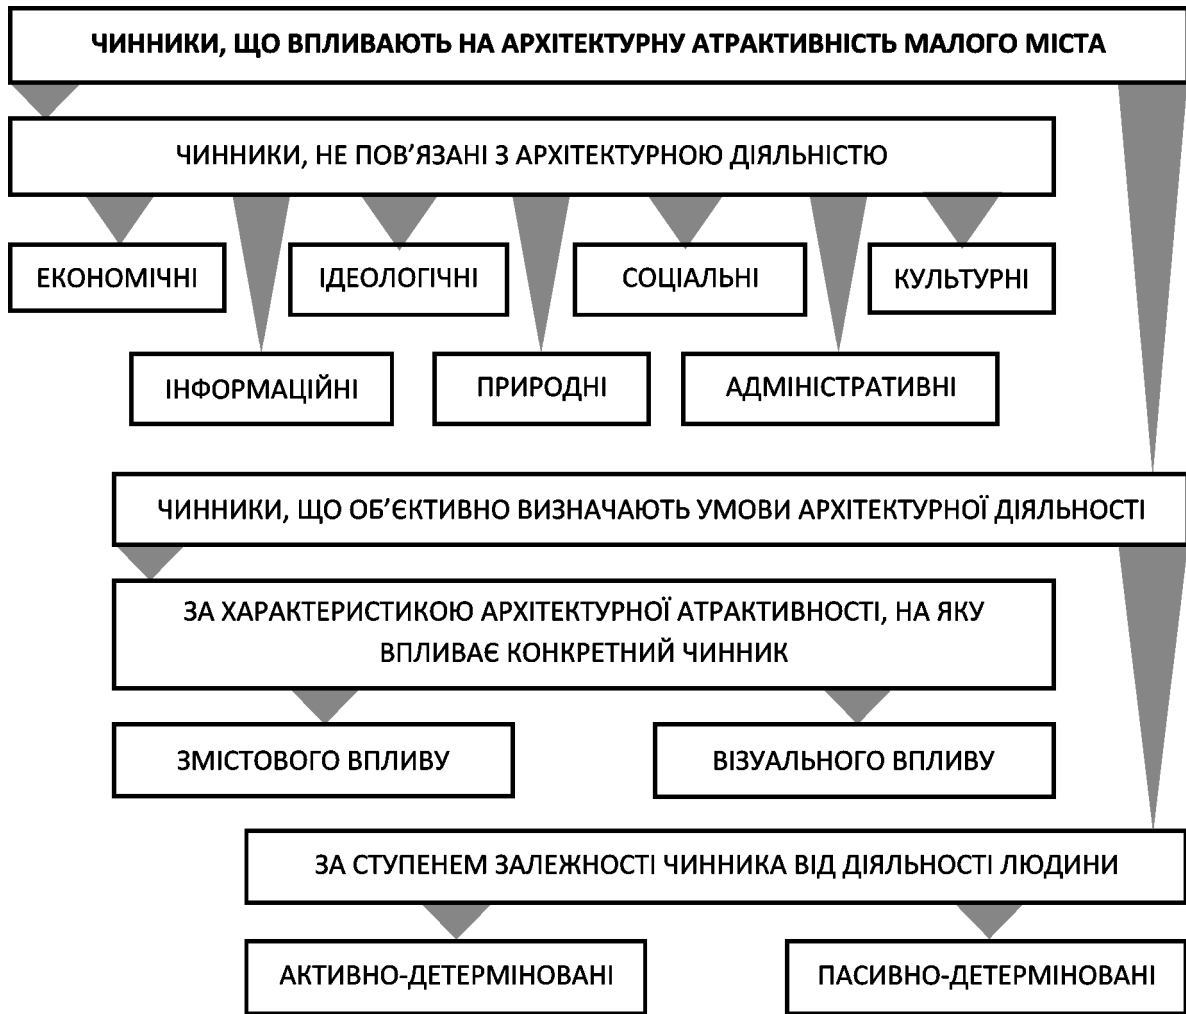 ЧИННИКИ, ЩО ВПЛИВАЮТЬ НА АРХІТЕКТУРНУ АТРАКТИВНІСТЬ МАЛОГО МІСТА
ЧИННИКИ, НЕ ПОВ’ЯЗАНІ З АРХІТЕКТУРНОЮ ДІЯЛЬНІСТЮ
ЕКОНОМІЧНІ
ІДЕОЛОГІЧНІ
СОЦІАЛЬНІ
КУЛЬТУРНІ
ІНФОРМАЦІЙНІ
ПРИРОДНІ
АДМІНІСТРАТИВНІ
ЧИННИКИ, ЩО ОБ’ЄКТИВНО ВИЗНАЧАЮТЬ УМОВИ АРХІТЕКТУРНОЇ ДІЯЛЬНОСТІ
ЗА ХАРАКТЕРИСТИКОЮ АРХІТЕКТУРНОЇ АТРАКТИВНОСТІ, НА ЯКУ
ВПЛИВАЄ КОНКРЕТНИЙ ЧИННИК
ЗМІСТОВОГО ВПЛИВУ
ВІЗУАЛЬНОГО ВПЛИВУ
ЗА СТУПЕНЕМ ЗАЛЕЖНОСТІ ЧИННИКА ВІД ДІЯЛЬНОСТІ ЛЮДИНИ
АКТИВНО-ДЕТЕРМІНОВАНІ
ПАСИВНО-ДЕТЕРМІНОВАНІ